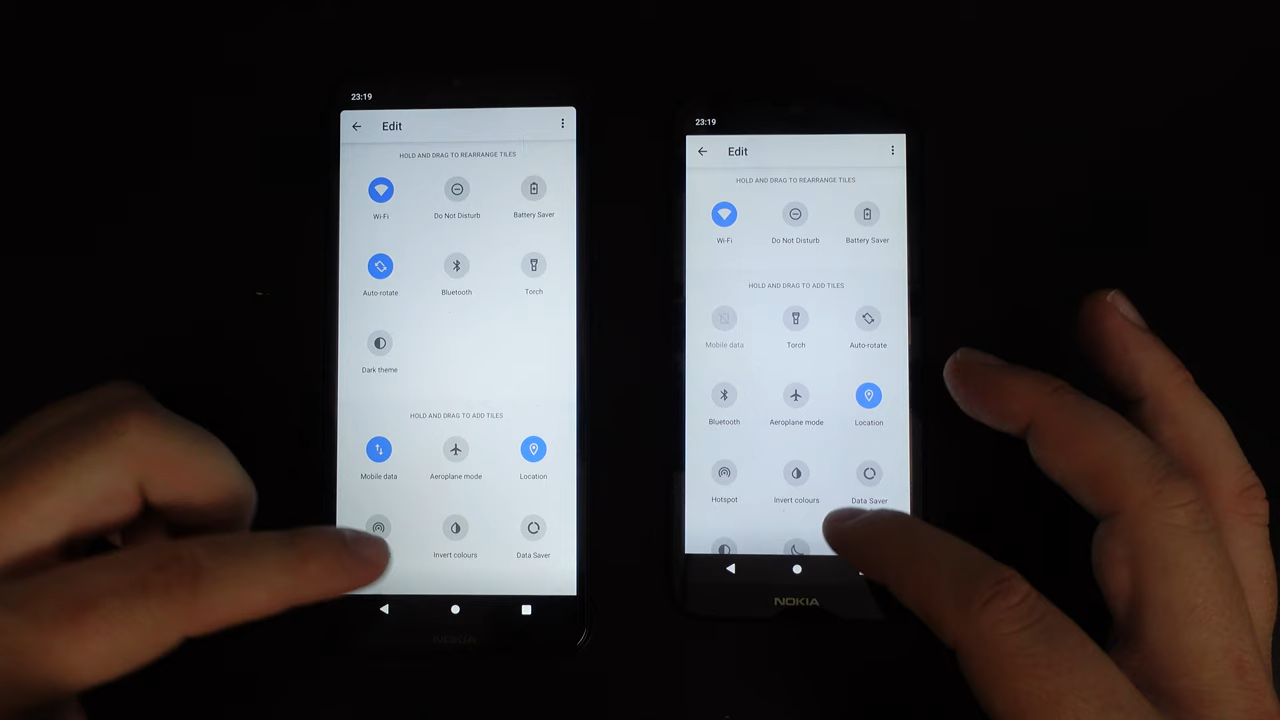 23:19
Edit
HOLD AND DRAG TO REARRANGE TILES
Wi-Fi Do Not Disturb Battery Saver
Auto-rotate Bluetooth Torch
Dark theme
HOLD AND DRAG TO ADD TILES
Mobile data Aeroplane mode Location
Invert colours Data Saver
NOKIA
23:19
Edit
HOLD AND DRAG TO REARRANGE TILES
Wi-Fi Do Not Disturb Battery Saver
HOLD AND DRAG TO ADD TILES
Mobile data Torch Auto-rotate
Bluetooth Aeroplane mode Location
Hotspot Invert colours Data Saver
NOKIA